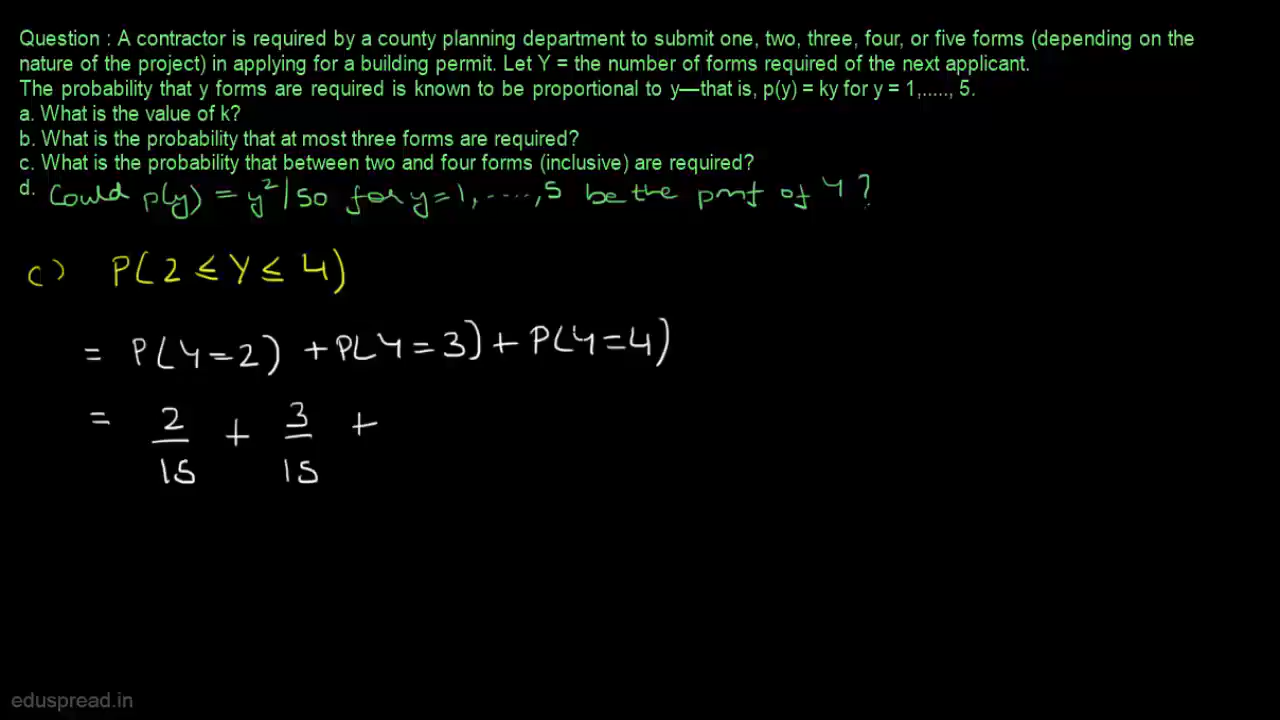 Question : A contractor is required by a county planning department to submit one, two, three, four, or five forms (depending on the
nature of the project) in applying for a building permit. Let Y = the number of forms required of the next applicant.
The probability that y forms are required is known to be proportional to y—that is, p(y) = ky for y = 1,....., 5.
a. What is the value of k?
b. What is the probability that at most three forms are required?
c. What is the probability that between two and four forms (inclusive) are required?
d. Could p(y) = y²/50 for y=1,....,5 be the pmf of Y?
c) P(2 ≤ Y ≤ 4)
= P(Y=2) + P(Y=3) + P(Y=4)
= 2/15 + 3/15 +
eduspread.in